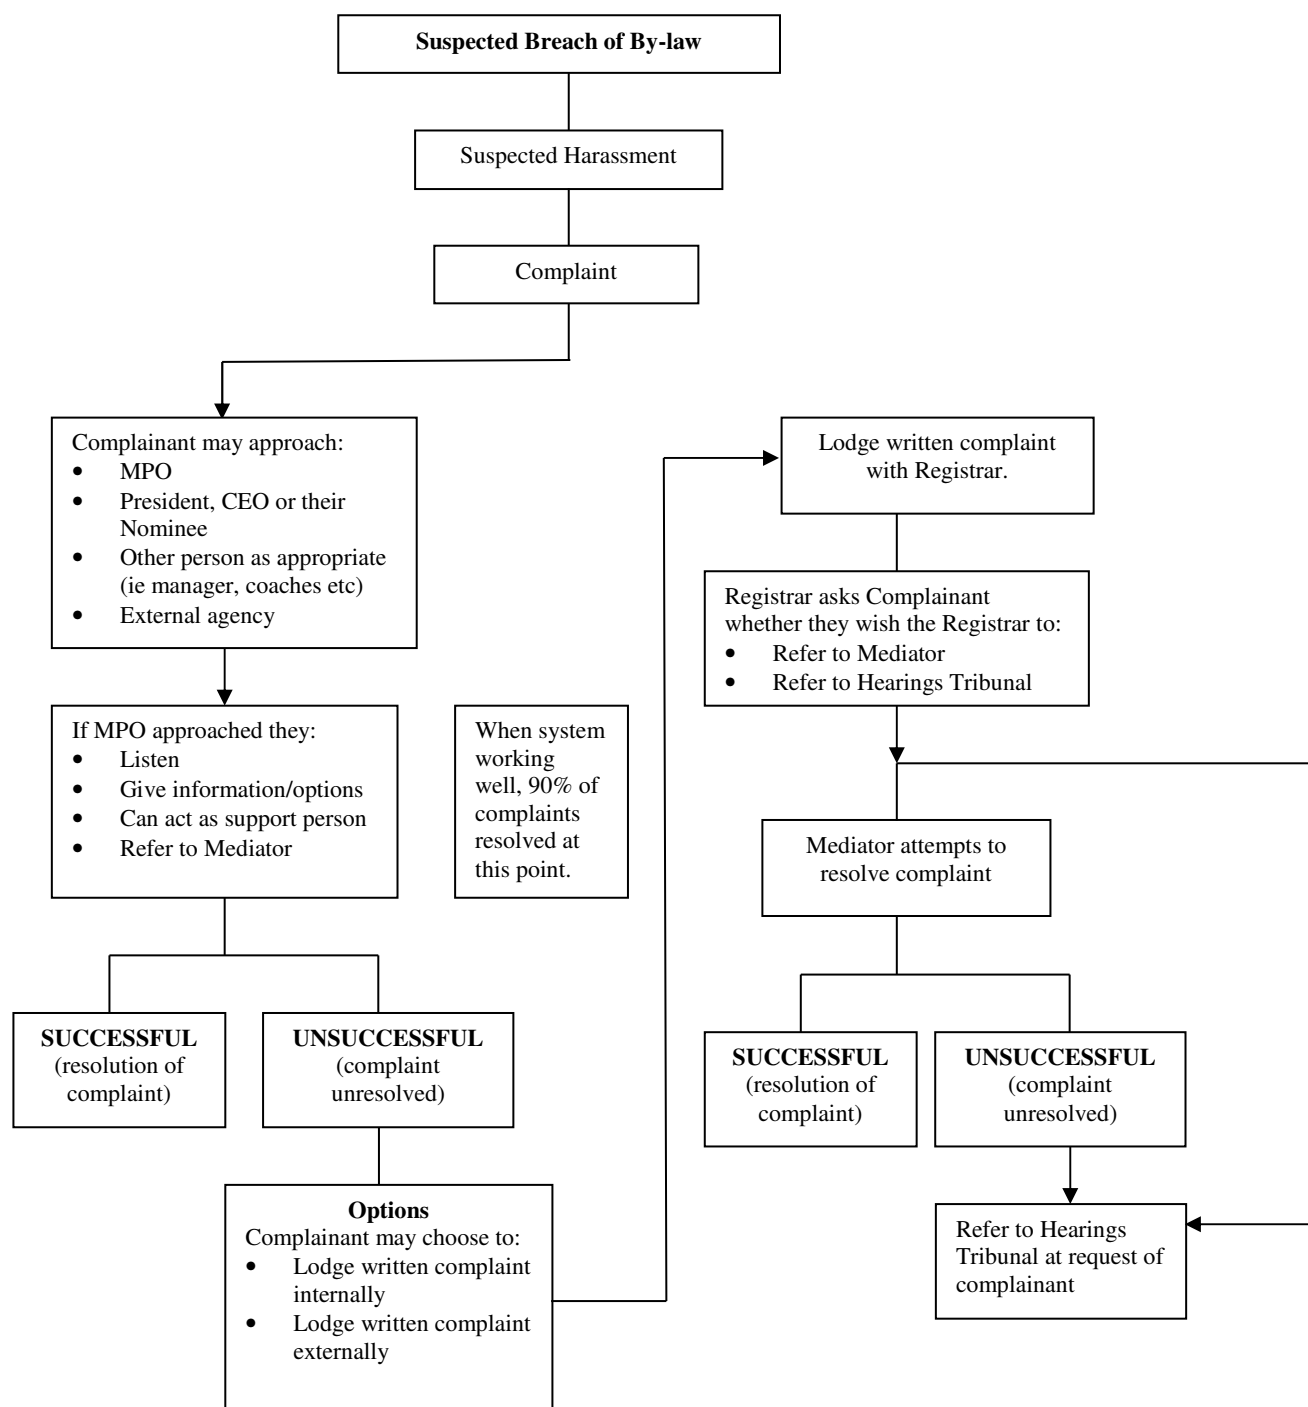 Suspected Breach of By-law
Suspected Harassment
Complaint
Complainant may approach:
• MPO
• President, CEO or their
Nominee
• Other person as appropriate
(ie manager, coaches etc)
• External agency
If MPO approached they:
• Listen
• Give information/options
• Can act as support person
• Refer to Mediator
When system
working
well, 90% of
complaints
resolved at
this point.
SUCCESSFUL
(resolution of
complaint)
UNSUCCESSFUL
(complaint
unresolved)
Options
Complainant may choose to:
• Lodge written complaint
internally
• Lodge written complaint
externally
Lodge written complaint
with Registrar.
Registrar asks Complainant
whether they wish the Registrar to:
• Refer to Mediator
• Refer to Hearings Tribunal
Mediator attempts to
resolve complaint
SUCCESSFUL
(resolution of
complaint)
UNSUCCESSFUL
(complaint
unresolved)
Refer to Hearings
Tribunal at request of
complainant